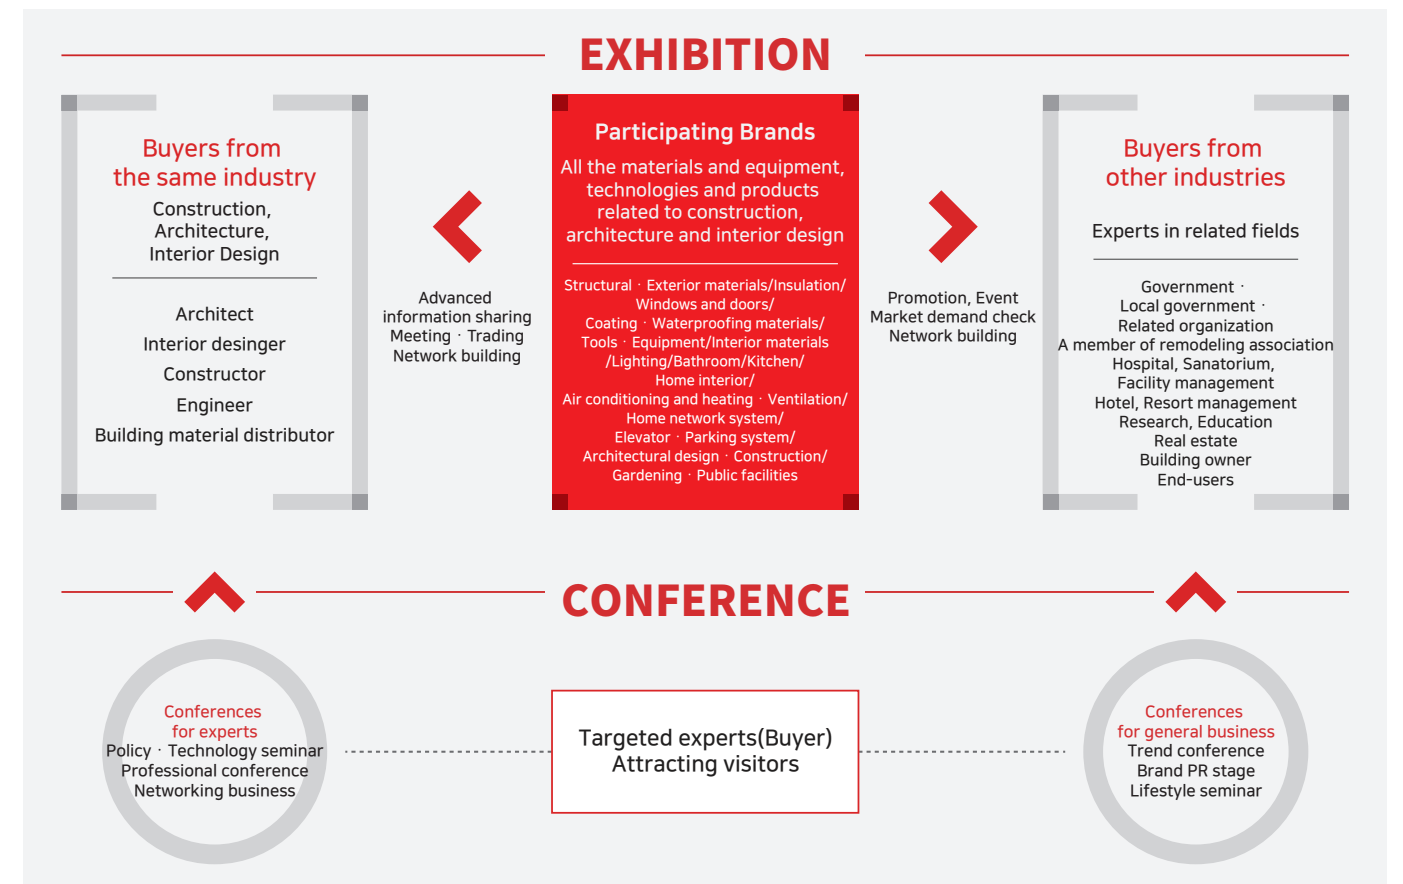 EXHIBITION
Buyers from
the same industry
Construction,
Architecture,
Interior Design
Architect
Interior desinger
Constructor
Engineer
Building material distributor
Advanced
information sharing
Meeting · Trading
Network building
Participating Brands
All the materials and equipment,
technologies and products
related to construction,
architecture and interior design
Structural · Exterior materials/Insulation/
Windows and doors/
Coating · Waterproofing materials/
Tools · Equipment/Interior materials
/Lighting/Bathroom/Kitchen/
Home interior/
Air conditioning and heating · Ventilation/
Home network system/
Elevator · Parking system/
Architectural design · Construction/
Gardening · Public facilities
Promotion, Event
Market demand check
Network building
Buyers from
other industries
Experts in related fields
Government ·
Local government ·
Related organization
A member of remodeling association
Hospital, Sanatorium,
Facility management
Hotel, Resort management
Research, Education
Real estate
Building owner
End-users
CONFERENCE
Conferences
for experts
Policy · Technology seminar
Professional conference
Networking business
Targeted experts(Buyer)
Attracting visitors
Conferences
for general business
Trend conference
Brand PR stage
Lifestyle seminar